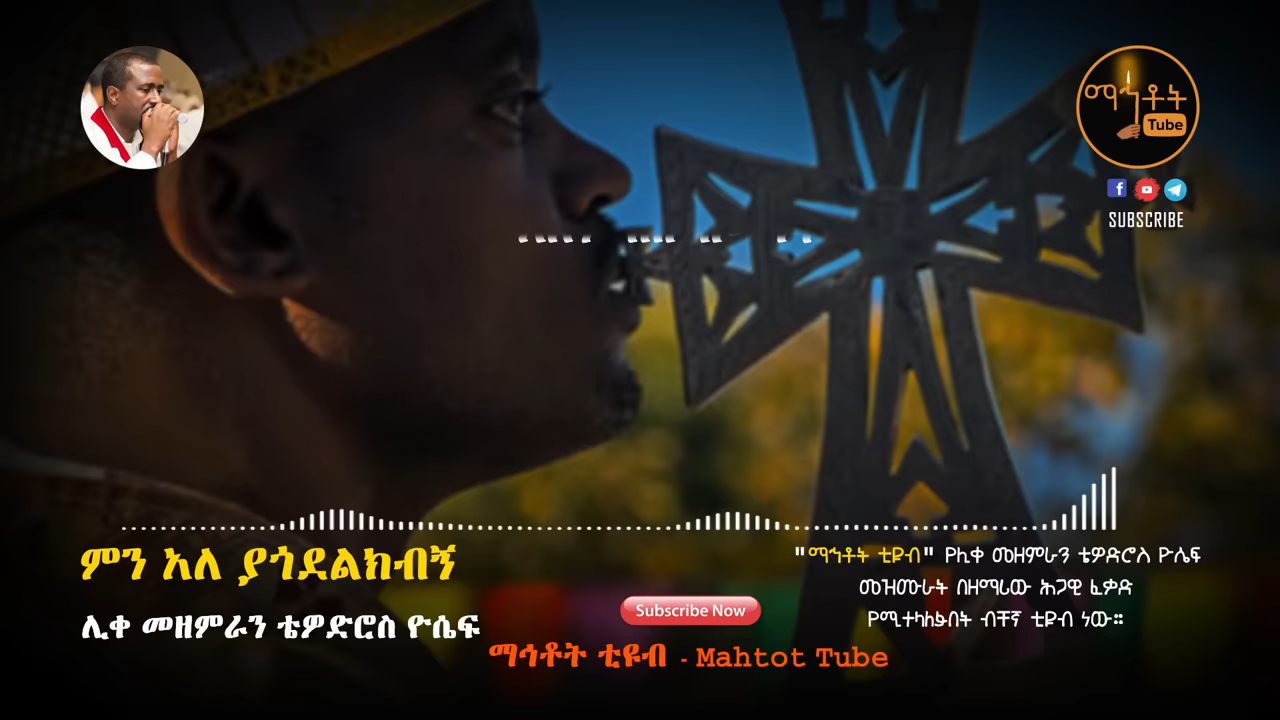 ማኅቶት
Tube
SUBSCRIBE
ምን አለ ያጎደልክብኝ
ሊቀ መዘምራን ቴዎድሮስ ዮሴፍ
"ማኅቶት ቲዩብ" የሊቀ መዘምራን ቴዎድሮስ ዮሴፍ
መዝሙራት በዘማሪው ሕጋዊ ፈቃድ
የሚተላለፉበት ብቸኛ ቲዩብ ነው።
Subscribe Now
ማኅቶት ቲዩብ - Mahtot Tube